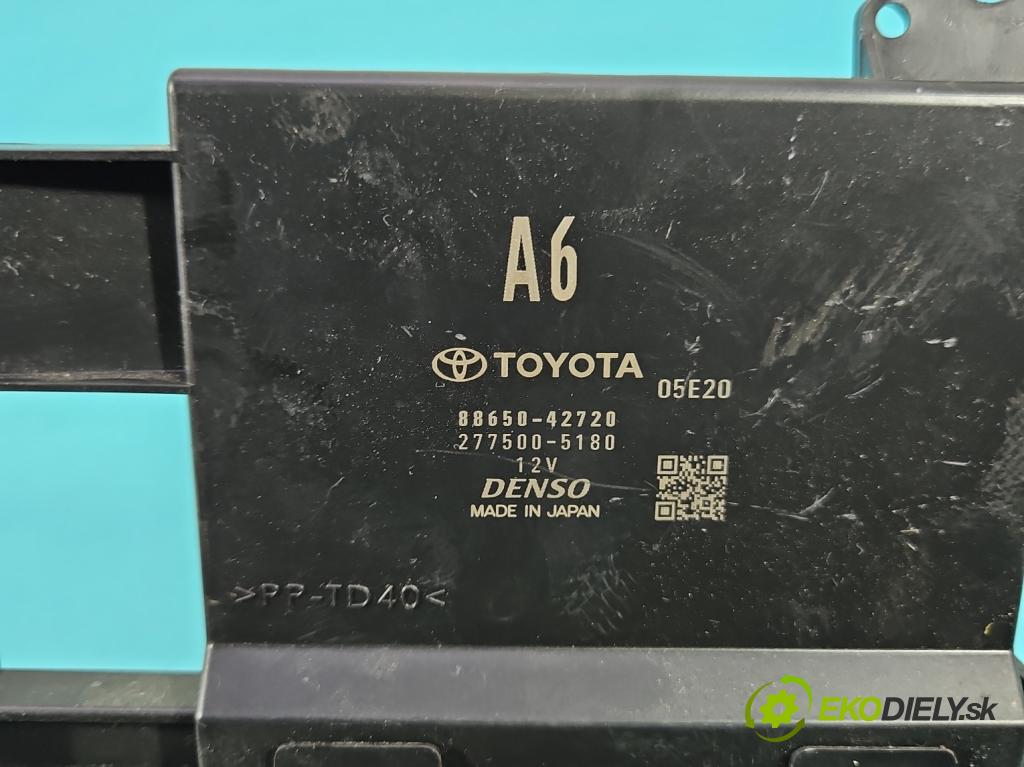 A6
TOYOTA
05E20
88650-42720
277500-5180
12V
DENSO
MADE IN JAPAN
>PP-TD40<
EKODIELY.sk